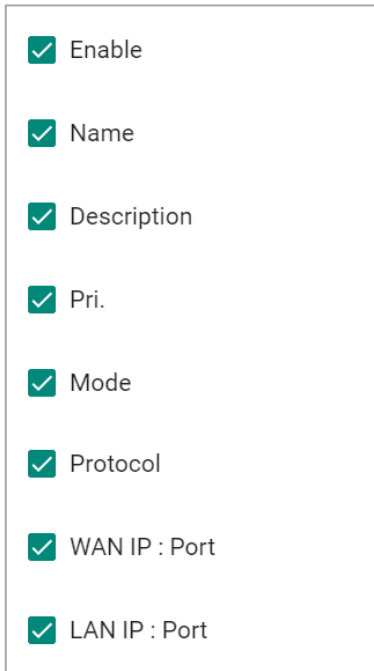 Enable
Name
Description
Pri.
Mode
Protocol
WAN IP : Port
LAN IP : Port